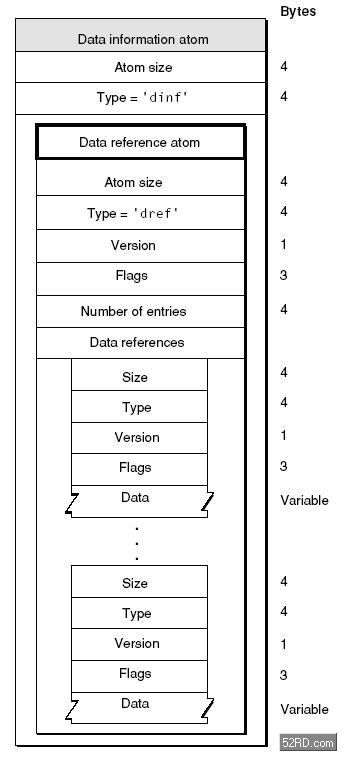 Bytes
Data information atom
Atom size 4
Type = 'dinf' 4
Data reference atom
Atom size 4
Type = 'dref' 4
Version 1
Flags 3
Number of entries 4
Data references
Size 4
Type 4
Version 1
Flags 3
Data Variable
Size 4
Type 4
Version 1
Flags 3
Data Variable
52RD.com